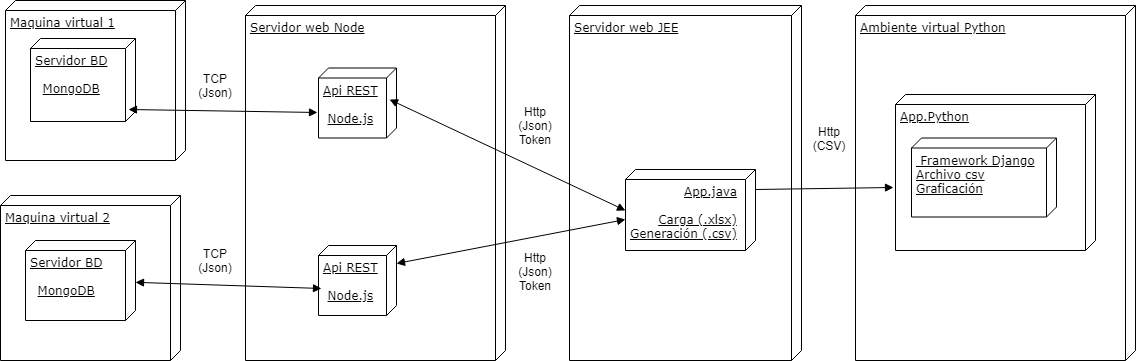 Maquina virtual 1
Servidor BD
MongoDB
TCP
(Json)
Servidor web Node
Api REST
Node.js
Http
(Json)
Token
Servidor web JEE
App.java
Carga (.xlsx)
Generación (.csv)
Http
(CSV)
Ambiente virtual Python
App.Python
Framework Django
Archivo csv
Graficación
Maquina virtual 2
Servidor BD
MongoDB
TCP
(Json)
Api REST
Node.js
Http
(Json)
Token